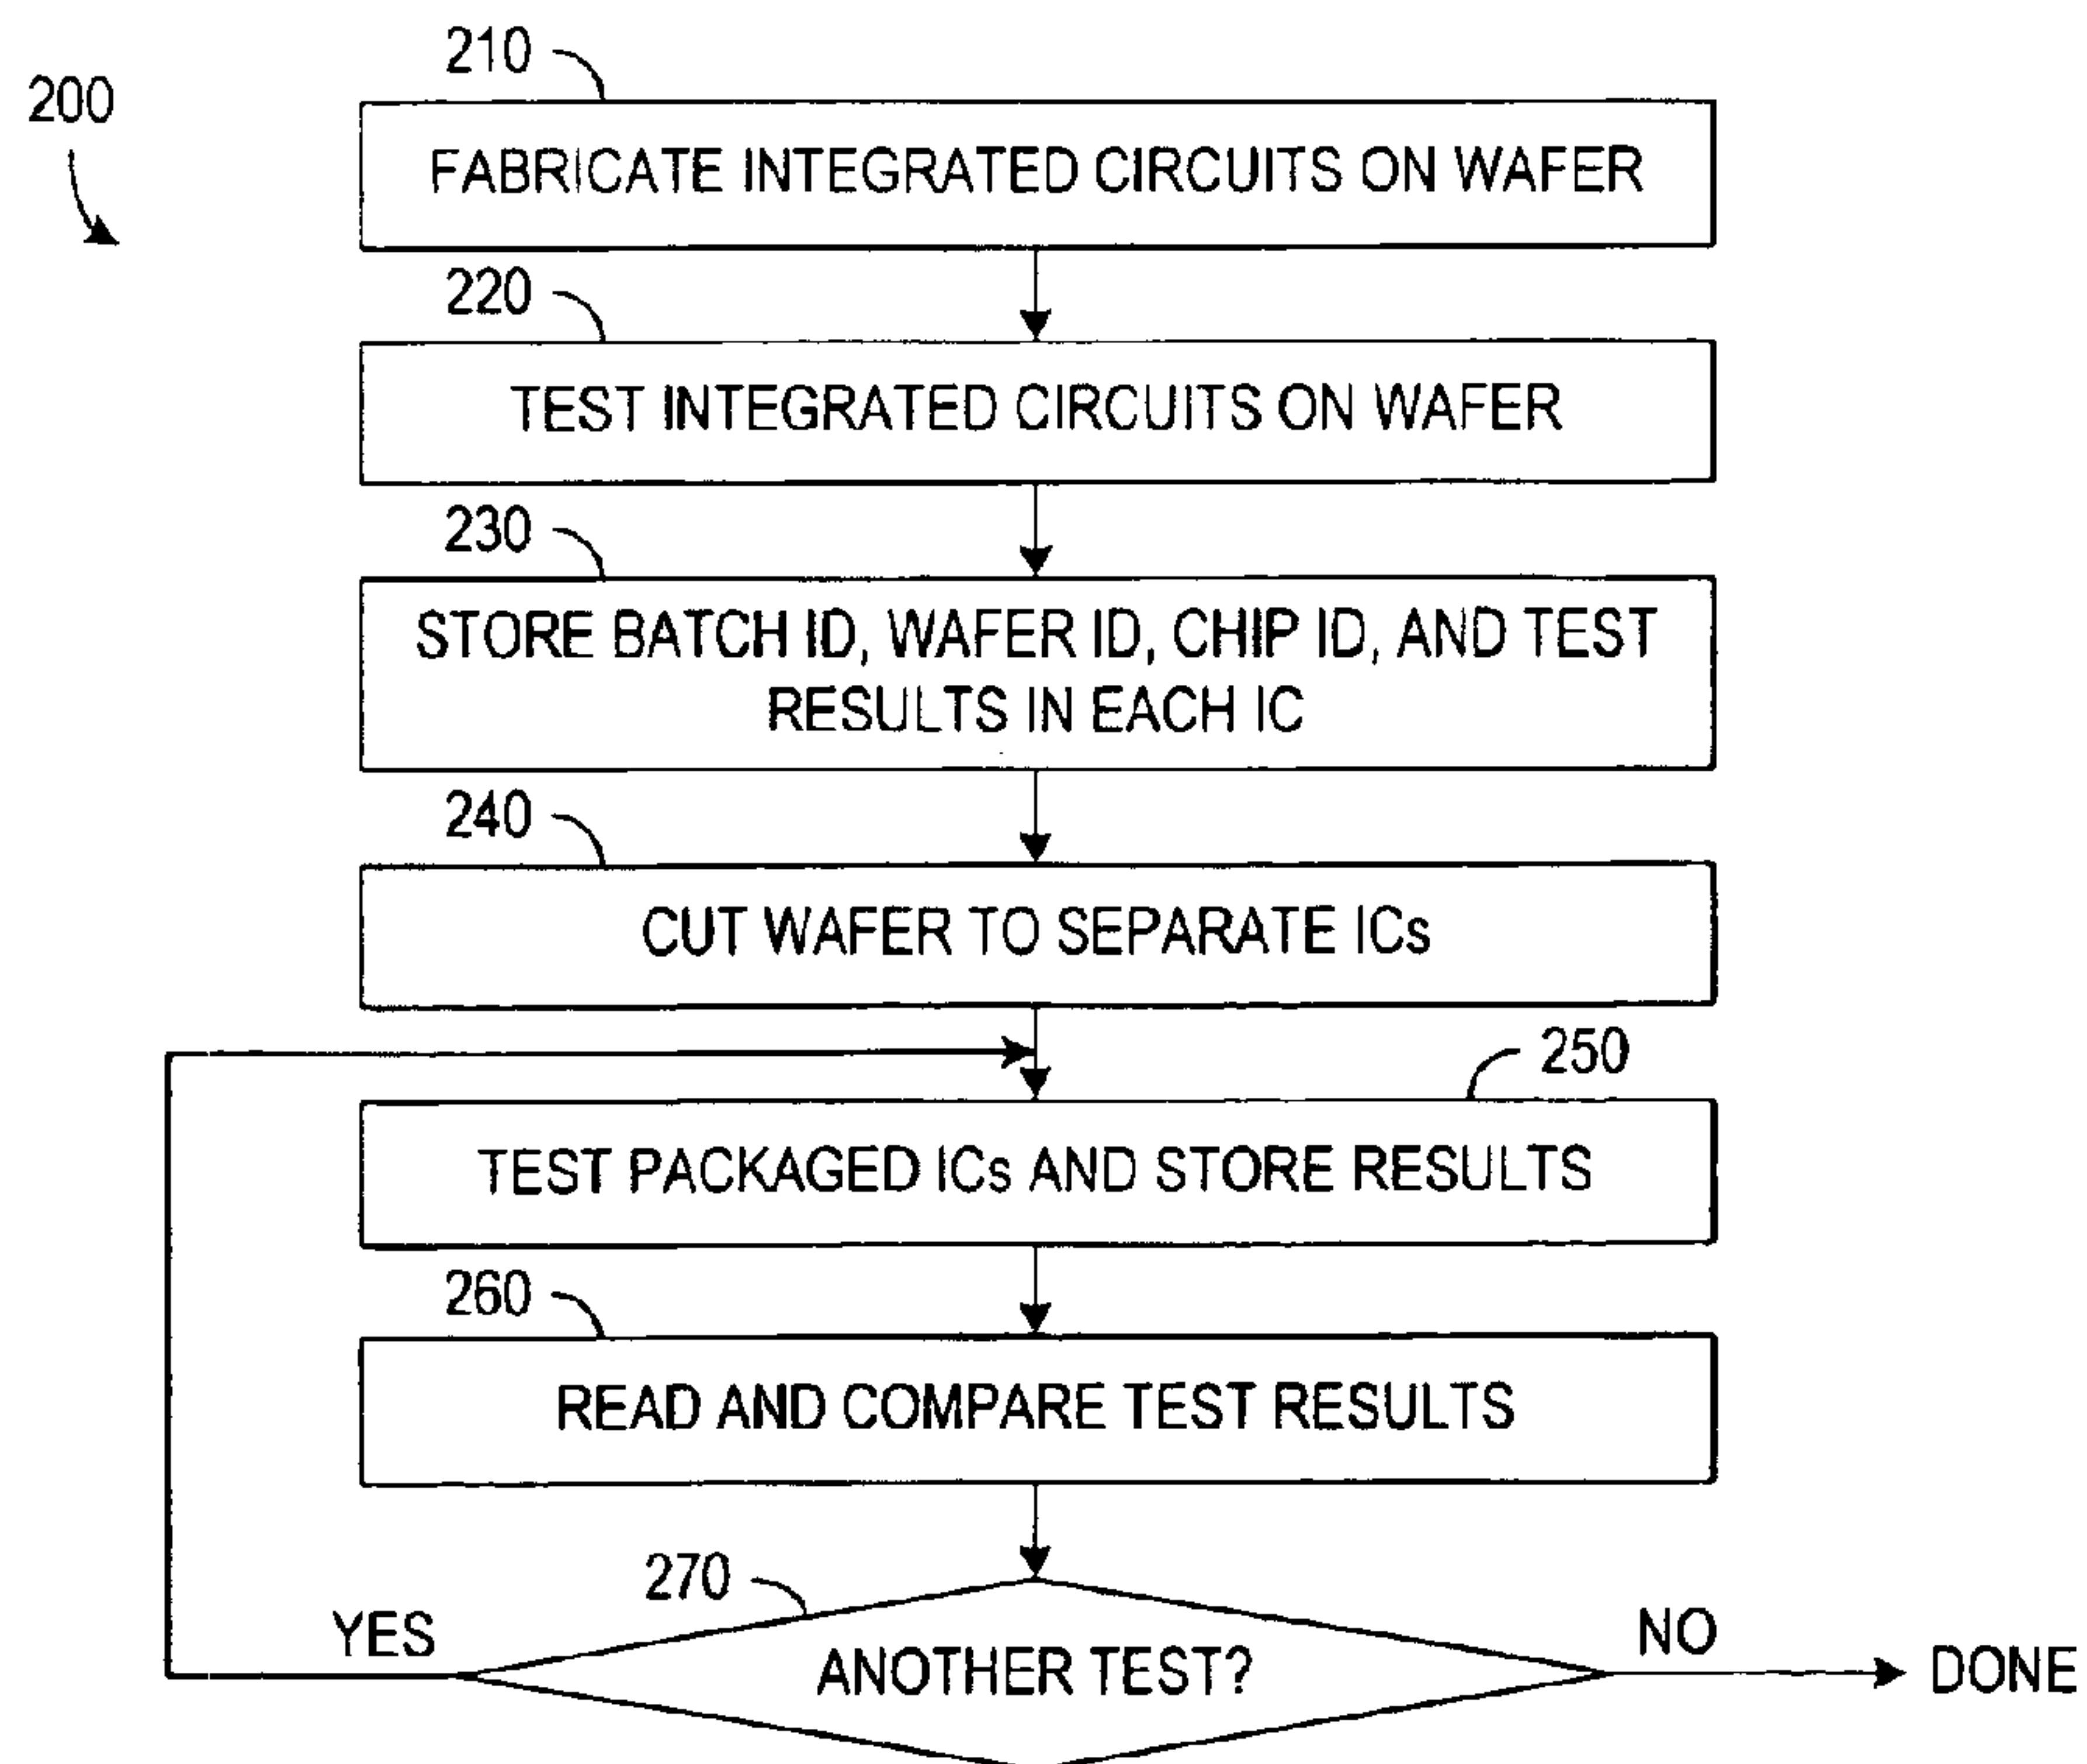 200
210
FABRICATE INTEGRATED CIRCUITS ON WAFER
220
TEST INTEGRATED CIRCUITS ON WAFER
230
STORE BATCH ID, WAFER ID, CHIP ID, AND TEST
RESULTS IN EACH IC
240
CUT WAFER TO SEPARATE ICs
250
TEST PACKAGED ICs AND STORE RESULTS
260
READ AND COMPARE TEST RESULTS
270
YES
ANOTHER TEST?
NO
DONE